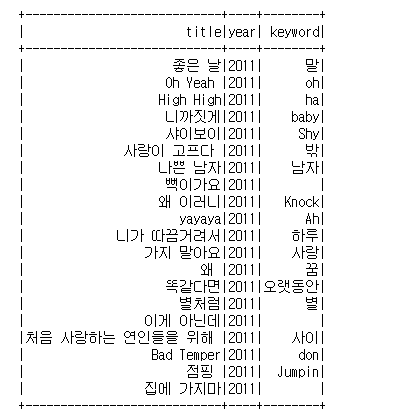 +--------------------+----+--------+
| title|year| keyword|
+--------------------+----+--------+
| 좋은 날|2011| 말|
| Oh Yeah |2011| oh|
| High High|2011| ha|
| 니까짓게|2011| baby|
| 샤이보이|2011| Shy|
| 사랑이 고프다 |2011| 밖|
| 나쁜 남자|2011| 남자|
| 뻑이가요|2011| |
| 왜 이러니|2011| Knock|
| yayaya|2011| Ah|
| 니가 따끔거려서|2011| 하루|
| 가지 말아요|2011| 사랑|
| 왜 |2011| 꿈|
| 똑같다면|2011|오랫동안|
| 별처럼|2011| 별|
| 이게 아닌데|2011| |
|처음 사랑하는 연인들을 위해 |2011| 사이|
| Bad Temper|2011| don|
| 점핑 |2011| Jumpin|
| 집에 가지마|2011| |
+--------------------+----+--------+